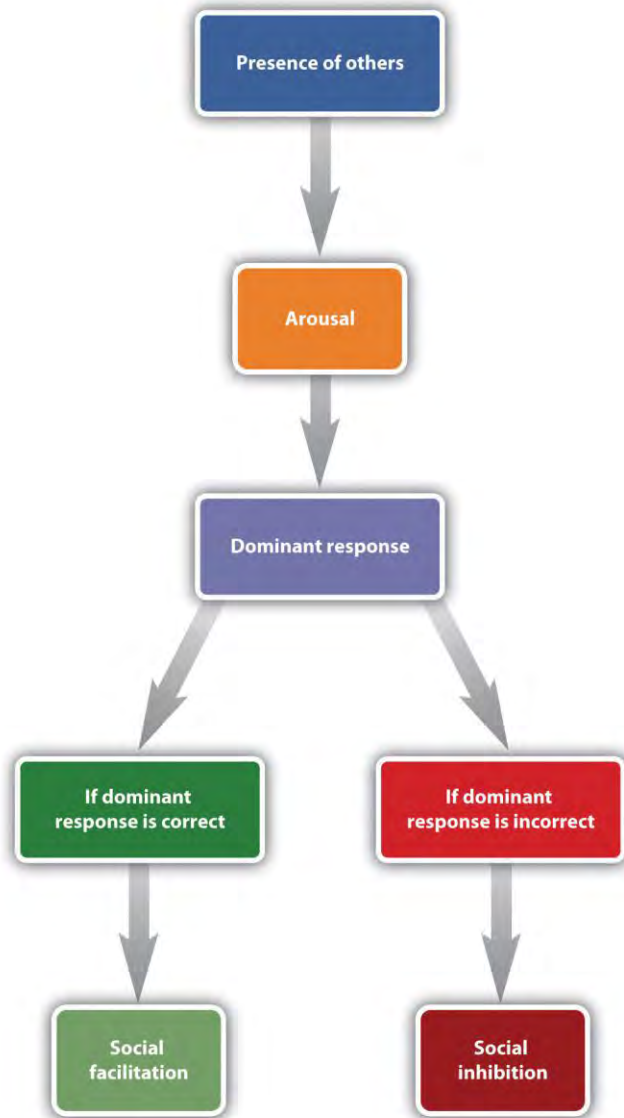 Presence of others
Arousal
Dominant response
If dominant
response is correct
If dominant
response is incorrect
Social
facilitation
Social
inhibition